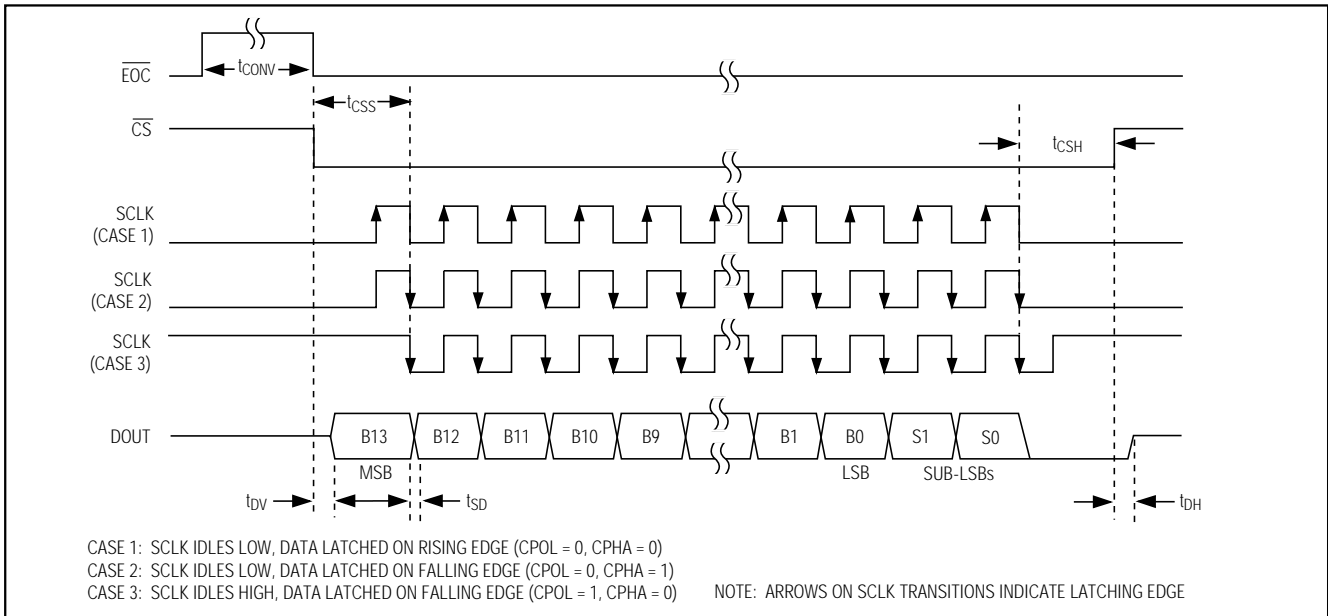 EOC
tCONV
tCSS
CS
tCSH
SCLK
(CASE 1)
SCLK
(CASE 2)
SCLK
(CASE 3)
DOUT
B13
B12
B11
B10
B9
B1
B0
S1
S0
MSB
LSB
SUB-LSBs
tDV
tSD
tDH
CASE 1: SCLK IDLES LOW, DATA LATCHED ON RISING EDGE (CPOL = 0, CPHA = 0)
CASE 2: SCLK IDLES LOW, DATA LATCHED ON FALLING EDGE (CPOL = 0, CPHA = 1)
CASE 3: SCLK IDLES HIGH, DATA LATCHED ON FALLING EDGE (CPOL = 1, CPHA = 0)
NOTE: ARROWS ON SCLK TRANSITIONS INDICATE LATCHING EDGE